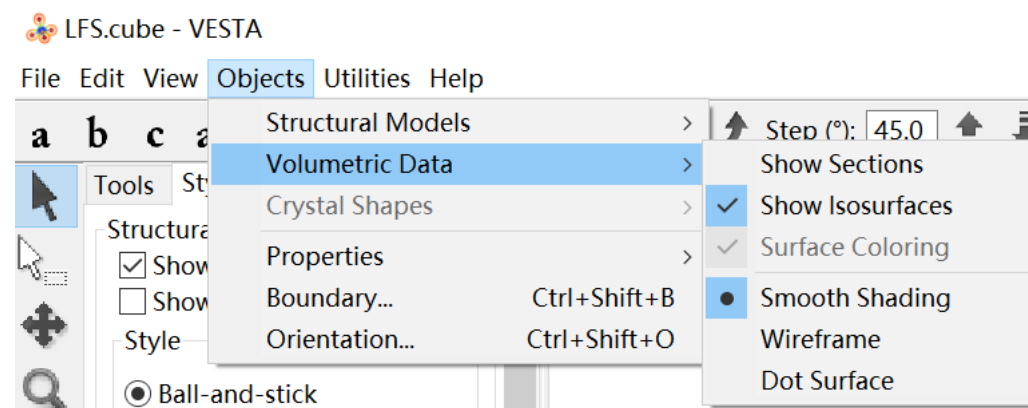 LFS.cube - VESTA
File Edit View Objects Utilities Help
a b c
Structural Models
Step (°): 45.0
Volumetric Data
Show Sections
Tools
Crystal Shapes
Show Isosurfaces
Surface Coloring
Show
Properties
Show
Boundary... Ctrl+Shift+B
Smooth Shading
Style
Orientation... Ctrl+Shift+O
Wireframe
Ball-and-stick
Dot Surface